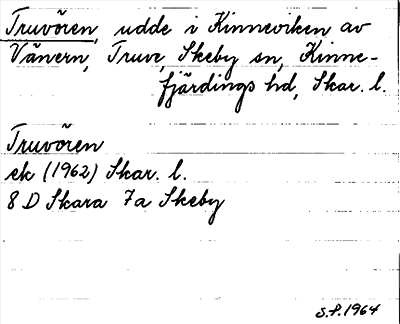 Truvören, udde i Kinneviken av
Vänern, Truve, Skeby sn, Kinne-
fjärdings hd, Skar. l.
Truvören
ek (1962) Skar. l.
8 D Skara 7a Skeby
S.P. 1964